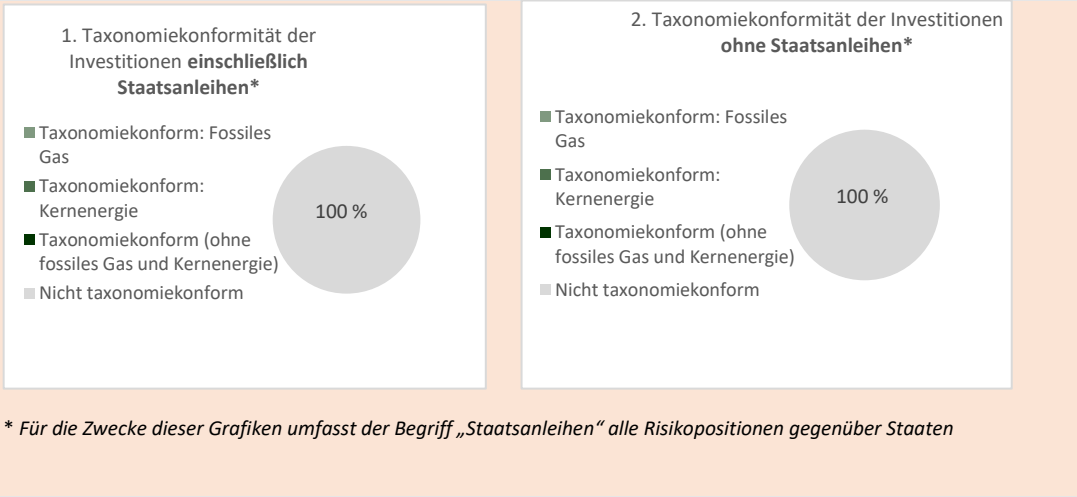 1. Taxonomiekonformität der
Investitionen einschließlich
Staatsanleihen*
Taxonomiekonform: Fossiles
Gas
Taxonomiekonform:
Kernenergie
Taxonomiekonform (ohne
fossiles Gas und Kernenergie)
Nicht taxonomiekonform
100 %
2. Taxonomiekonformität der Investitionen
ohne Staatsanleihen*
Taxonomiekonform: Fossiles
Gas
Taxonomiekonform:
Kernenergie
Taxonomiekonform (ohne
fossiles Gas und Kernenergie)
Nicht taxonomiekonform
100 %
* Für die Zwecke dieser Grafiken umfasst der Begriff „Staatsanleihen“ alle Risikopositionen gegenüber Staaten